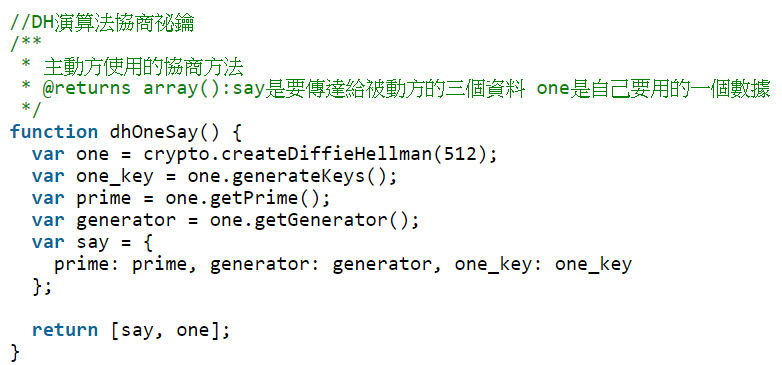 //DH演算法協商祕鑰
/**
 * 主動方使用的協商方法
 * @returns array():say是要傳達給被動方的三個資料 one是自己要用的一個數據
 */
function dhOneSay() {
  var one = crypto.createDiffieHellman(512);
  var one_key = one.generateKeys();
  var prime = one.getPrime();
  var generator = one.getGenerator();
  var say = {
    prime: prime, generator: generator, one_key: one_key
  };

  return [say, one];
}